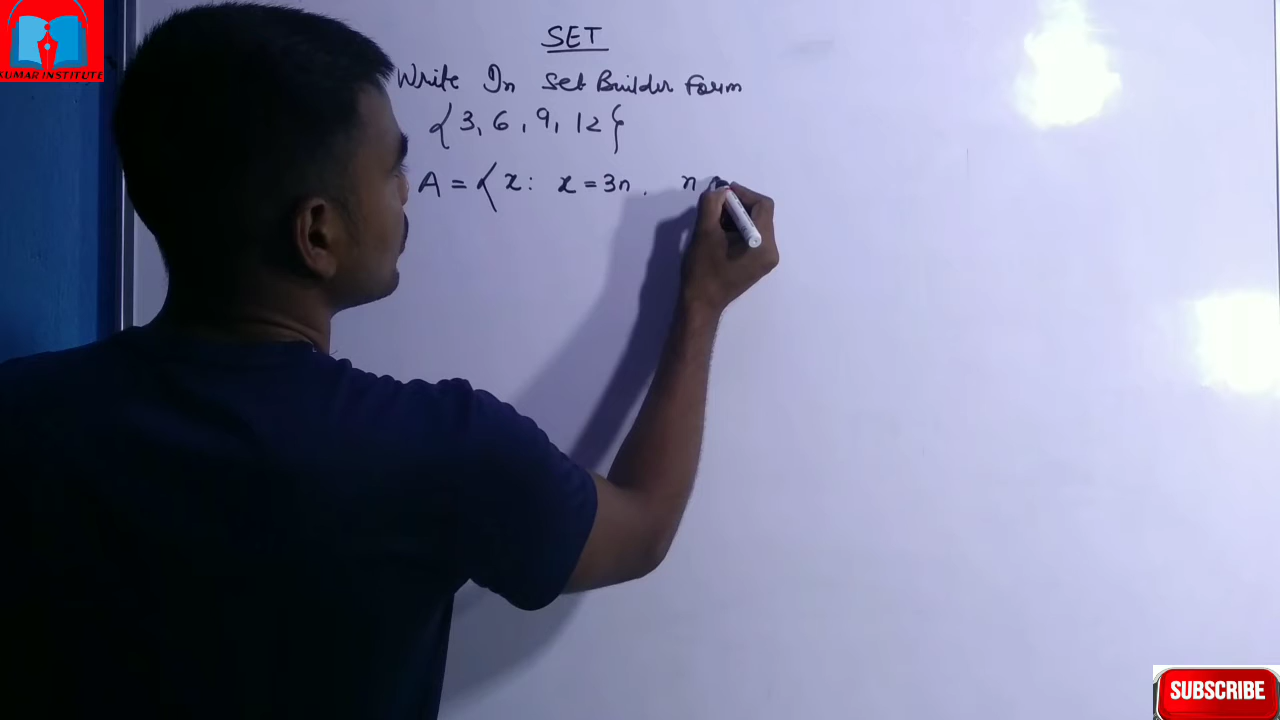 KUMAR INSTITUTE
SET
Write In Set Builder Form
{ 3, 6, 9, 12 }
A = { x : x = 3n , n
SUBSCRIBE